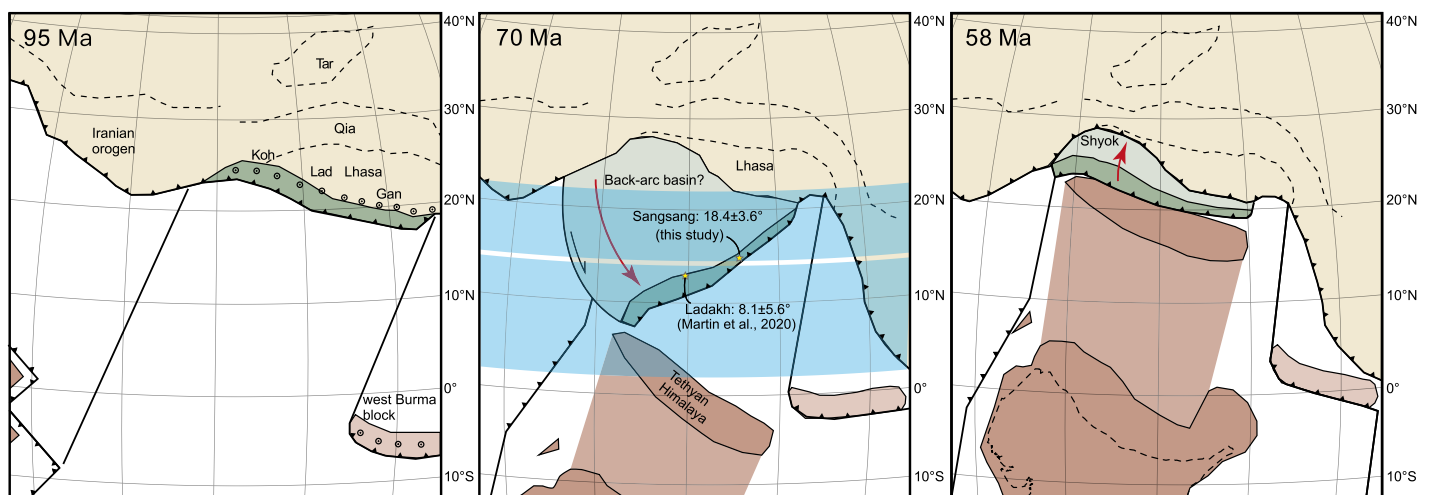 95 Ma
Tar
Iranian
orogen
Qia
Koh
Lad
Lhasa
Gan
west Burma
block
40°N
30°N
20°N
10°N
0°
10°S
70 Ma
Lhasa
Back-arc basin?
Sangsang: 18.4±3.6°
(this study)
Ladakh: 8.1±5.6°
(Martin et al., 2020)
Tethyan
Himalaya
40°N
30°N
20°N
10°N
0°
10°S
58 Ma
Shyok
40°N
30°N
20°N
10°N
0°
10°S